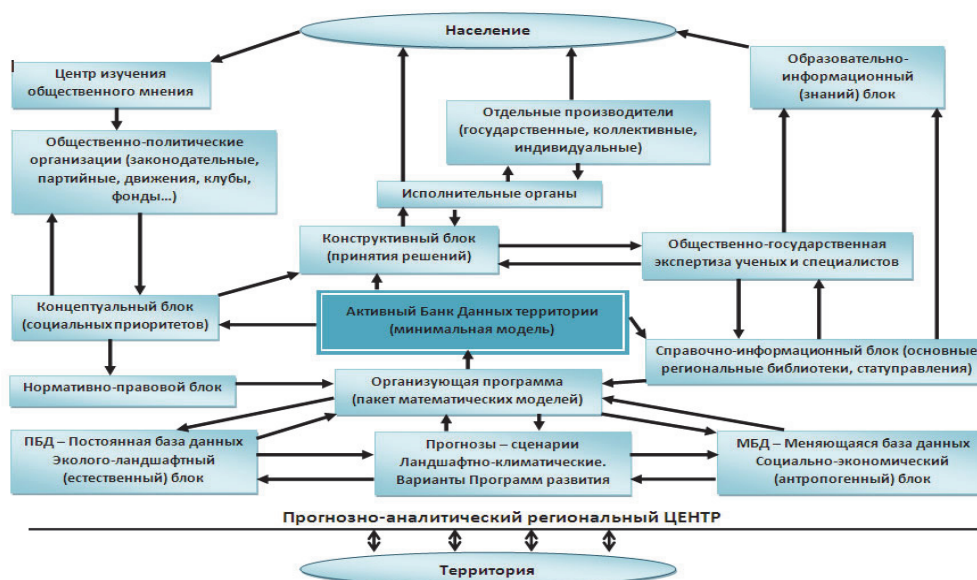 Население
Центр изучения
общественного мнения
Образовательно-
информационный
(знаний) блок
Отдельные производители
(государственные, коллективные,
индивидуальные)
Общественно-политические
организации (законодательные,
партийные, движения, клубы,
фонды...)
Исполнительные органы
Конструктивный блок
(принятия решений)
Общественно-государственная
экспертиза ученых и специалистов
Концептуальный блок
(социальных приоритетов)
Активный Банк Данных территории
(минимальная модель)
Справочно-информационный блок (основные
региональные библиотеки, статуправления)
Нормативно-правовой блок
Организующая программа
(пакет математических моделей)
ПБД – Постоянная база данных
Эколого-ландшафтный
(естественный) блок
Прогнозы – сценарии
Ландшафтно-климатические.
Варианты Программ развития
МБД – Меняющаяся база данных
Социально-экономический
(антропогенный) блок
Прогнозно-аналитический региональный ЦЕНТР
Территория